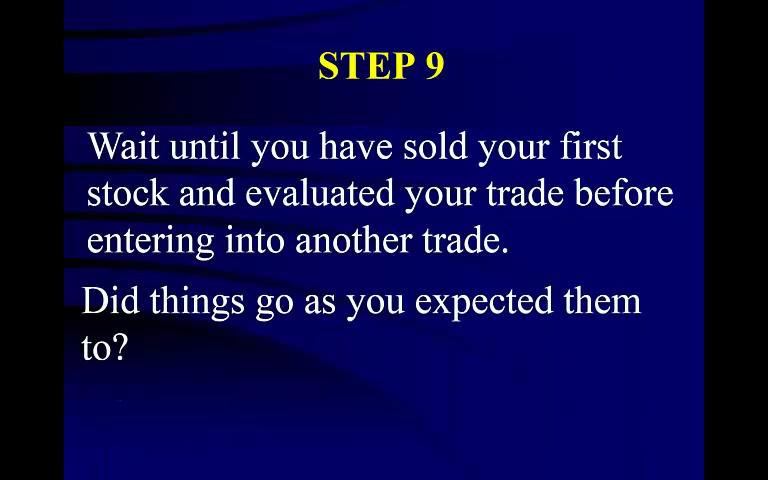 STEP 9
Wait until you have sold your first
stock and evaluated your trade before
entering into another trade.
Did things go as you expected them
to?